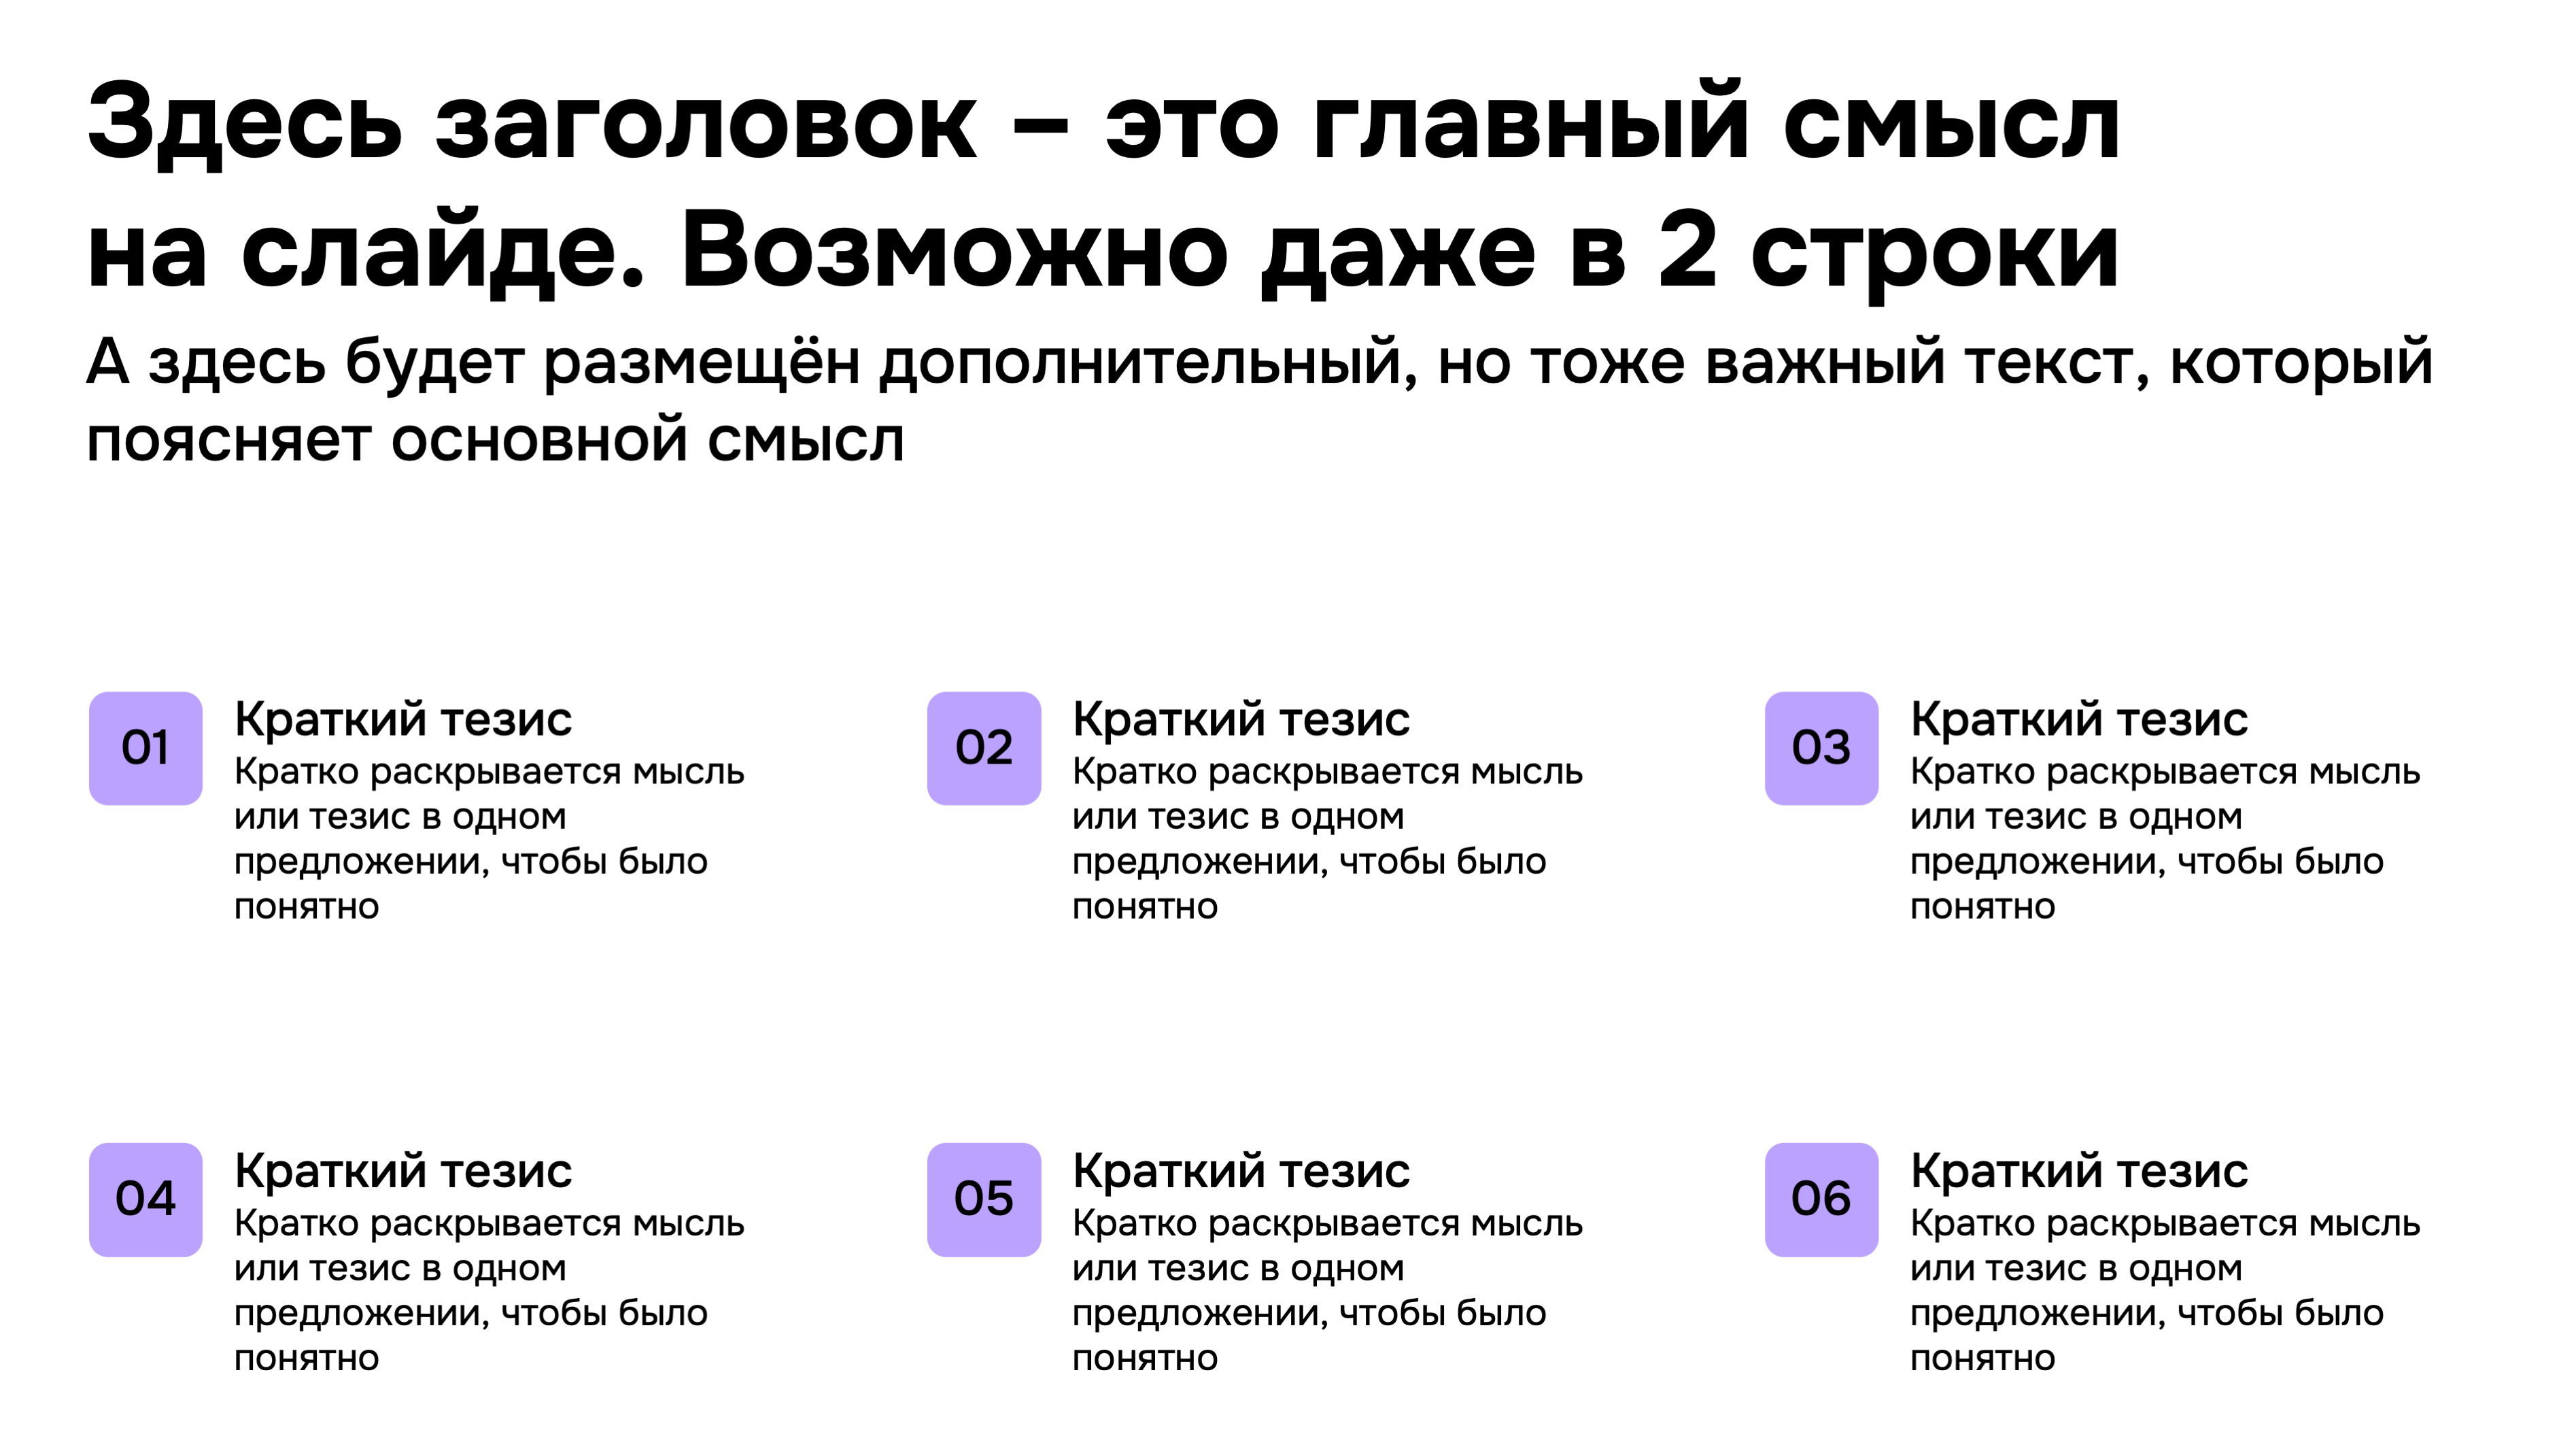 Здесь заголовок – это главный смысл
на слайде. Возможно даже в 2 строки
А здесь будет размещён дополнительный, но тоже важный текст, который
поясняет основной смысл
01
Краткий тезис
Кратко раскрывается мысль
или тезис в одном
предложении, чтобы было
понятно
02
Краткий тезис
Кратко раскрывается мысль
или тезис в одном
предложении, чтобы было
понятно
03
Краткий тезис
Кратко раскрывается мысль
или тезис в одном
предложении, чтобы было
понятно
04
Краткий тезис
Кратко раскрывается мысль
или тезис в одном
предложении, чтобы было
понятно
05
Краткий тезис
Кратко раскрывается мысль
или тезис в одном
предложении, чтобы было
понятно
06
Краткий тезис
Кратко раскрывается мысль
или тезис в одном
предложении, чтобы было
понятно